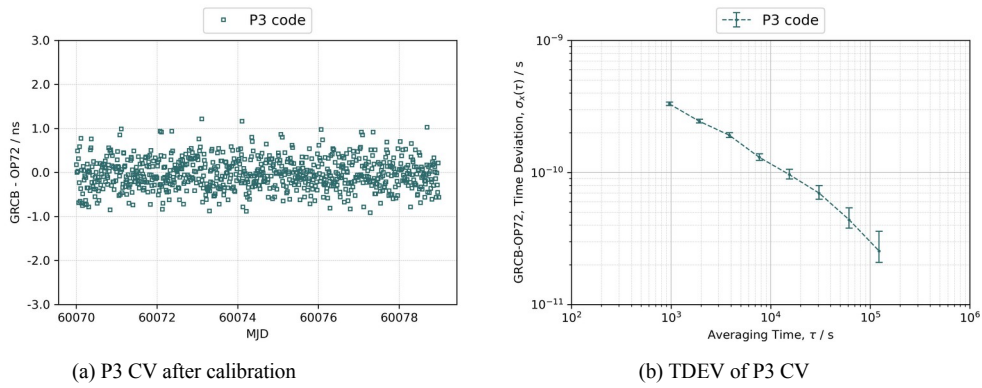 P3 code
3.0
2.0
1.0
0.0
-1.0
-2.0
-3.0
GRCB - OP72 / ns
60070 60072 60074 60076 60078
MJD
(a) P3 CV after calibration
P3 code
10⁻⁹
10⁻¹⁰
10⁻¹¹
GRCB-OP72, Time Deviation, σₓ(τ) / s
10² 10³ 10⁴ 10⁵ 10⁶
Averaging Time, τ / s
(b) TDEV of P3 CV